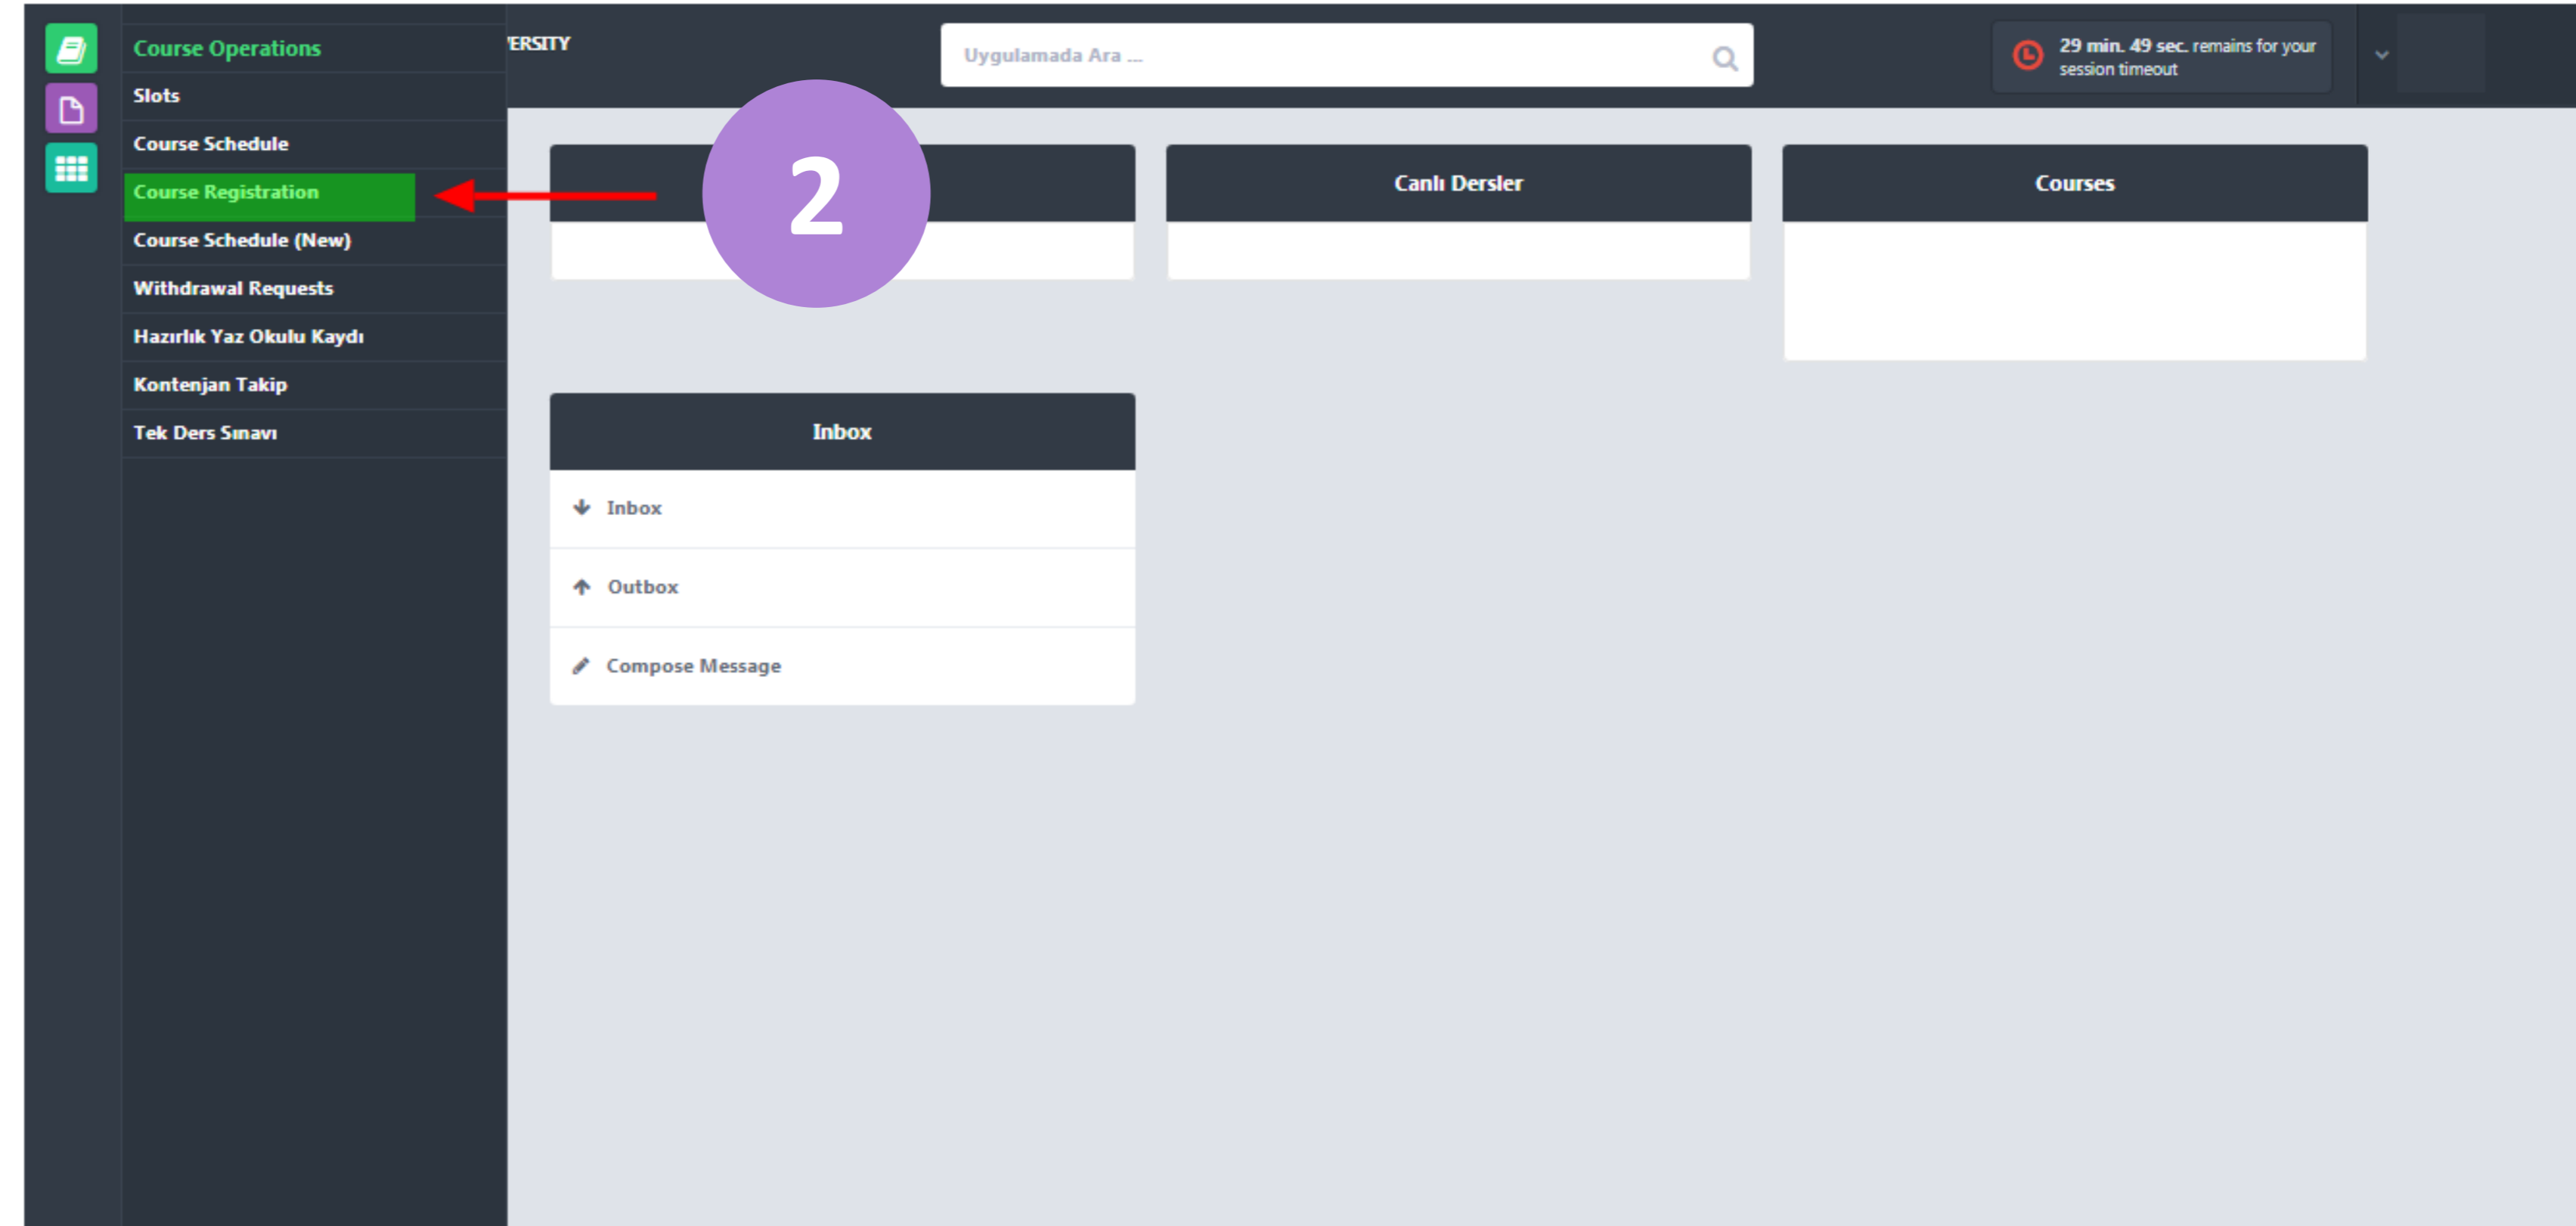 Course Operations
Slots
Course Schedule
Course Registration
Course Schedule (New)
Withdrawal Requests
Hazırlık Yaz Okulu Kaydı
Kontenjan Takip
Tek Ders Sınavı
ERSITY
Uygulamada Ara ...
29 min. 49 sec. remains for your
session timeout
2
Canlı Dersler
Courses
Inbox
Inbox
Outbox
Compose Message